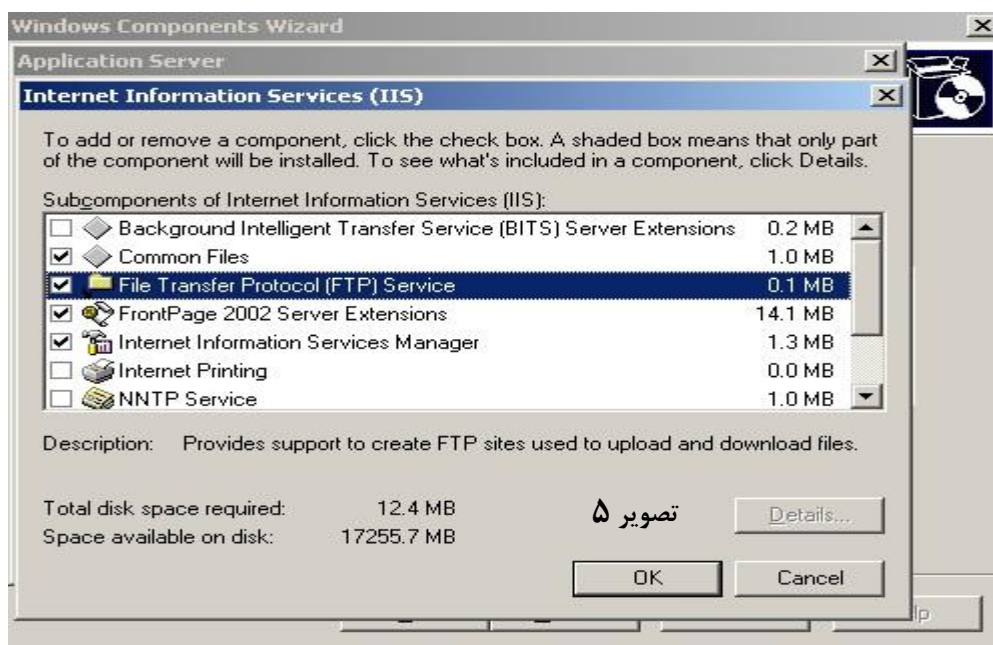 Windows Components Wizard
Application Server
Internet Information Services (IIS)
To add or remove a component, click the check box. A shaded box means that only part
of the component will be installed. To see what's included in a component, click Details.
Subcomponents of Internet Information Services (IIS):
Background Intelligent Transfer Service (BITS) Server Extensions 0.2 MB
Common Files 1.0 MB
File Transfer Protocol (FTP) Service 0.1 MB
FrontPage 2002 Server Extensions 14.1 MB
Internet Information Services Manager 1.3 MB
Internet Printing 0.0 MB
NNTP Service 1.0 MB
Description: Provides support to create FTP sites used to upload and download files.
Total disk space required: 12.4 MB
Space available on disk: 17255.7 MB
تصویر ۵
Details...
OK Cancel
lp